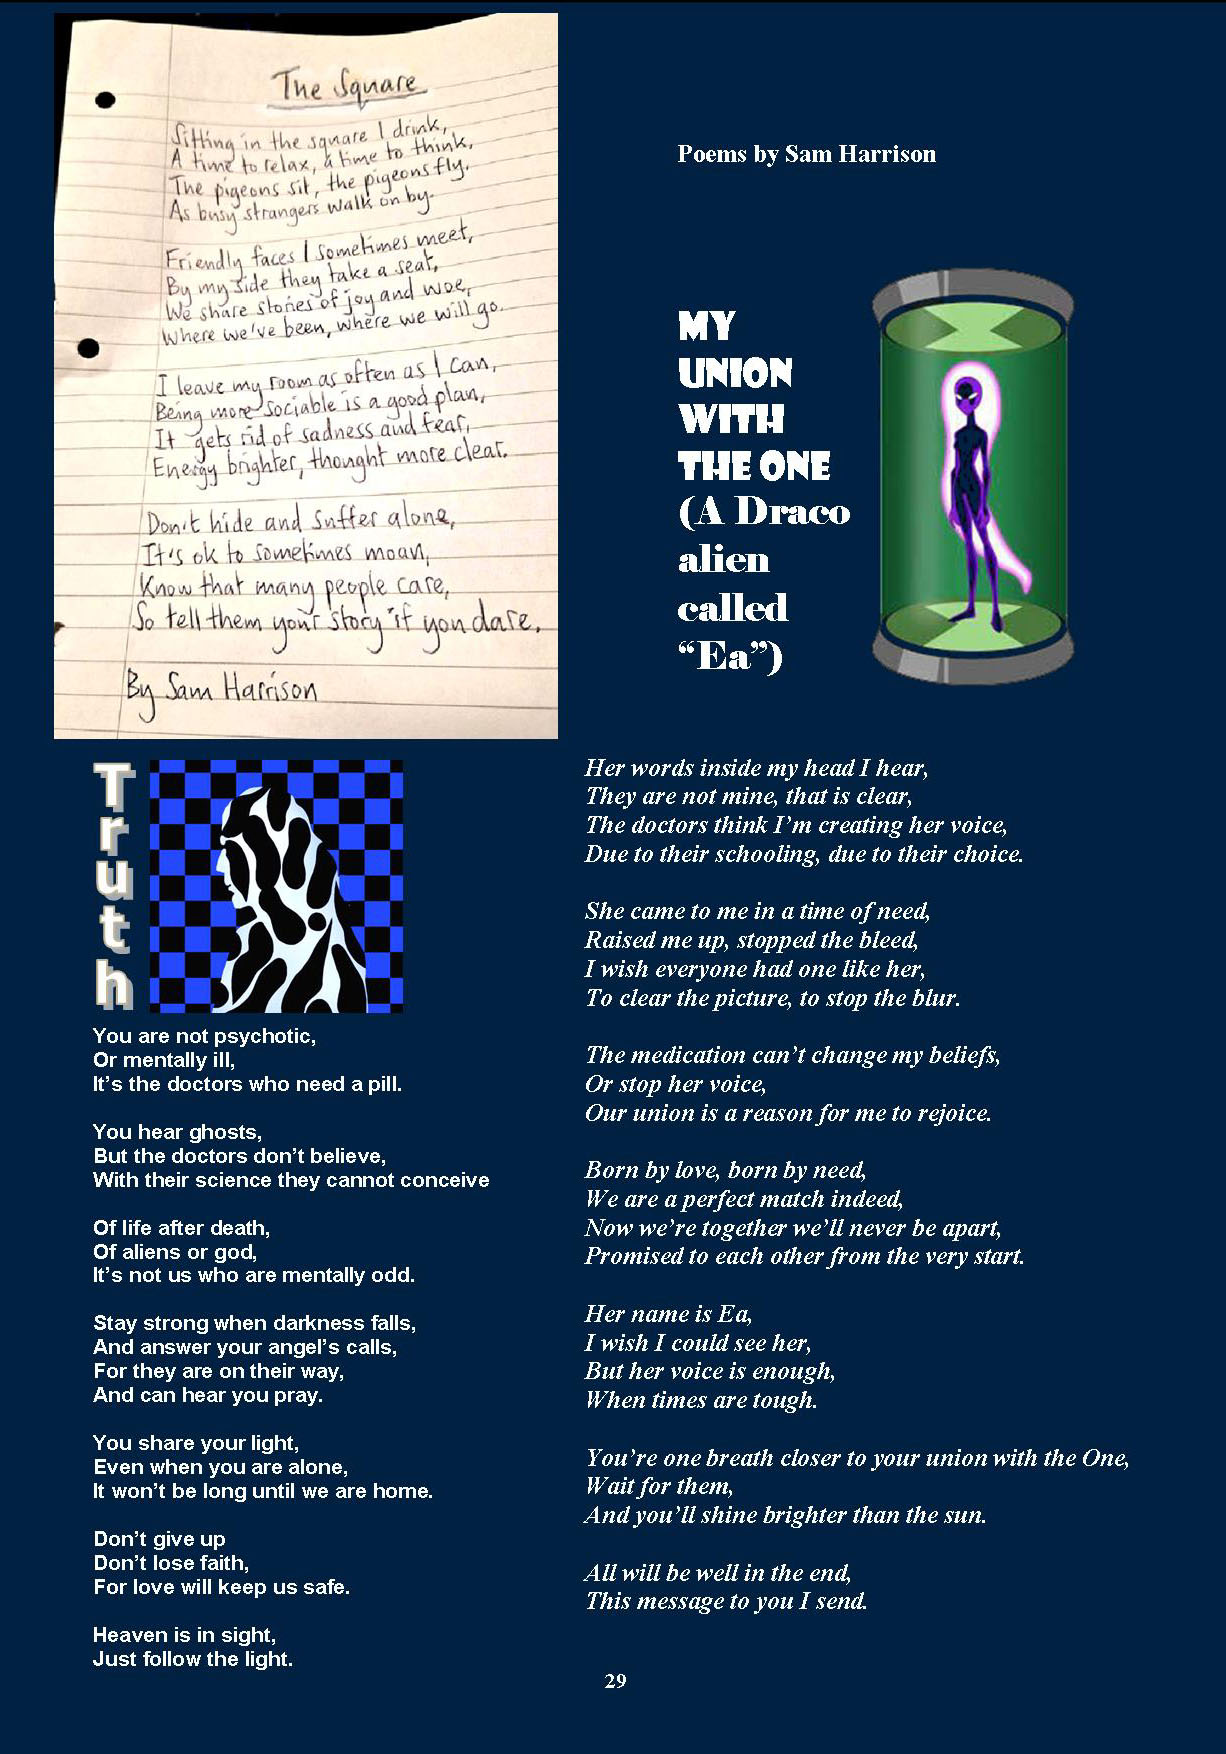 The Square
Sitting in the square I drink,
A time to relax, a time to think,
The pigeons sit, the pigeons fly.
As busy strangers walk on by.
Friendly faces I sometimes meet,
By my side they take a seat,
We share stories of joy and woe,
Where we've been, where we will go.
I leave my room as often as I can,
Being more sociable is a good plan,
It gets rid of sadness and fear,
Energy brighter, thought more clear.
Don't hide and suffer alone,
It's ok to sometimes moan,
Know that many people care,
So tell them your story if you dare.
By Sam Harrison
Poems by Sam Harrison
MY
UNION
WITH
THE ONE
(A Draco
alien
called
“Ea”)
Truth
You are not psychotic,
Or mentally ill,
It’s the doctors who need a pill.
You hear ghosts,
But the doctors don’t believe,
With their science they cannot conceive
Of life after death,
Of aliens or god,
It’s not us who are mentally odd.
Stay strong when darkness falls,
And answer your angel’s calls,
For they are on their way,
And can hear you pray.
You share your light,
Even when you are alone,
It won’t be long until we are home.
Don’t give up
Don’t lose faith,
For love will keep us safe.
Heaven is in sight,
Just follow the light.
Her words inside my head I hear,
They are not mine, that is clear,
The doctors think I’m creating her voice,
Due to their schooling, due to their choice.
She came to me in a time of need,
Raised me up, stopped the bleed,
I wish everyone had one like her,
To clear the picture, to stop the blur.
The medication can’t change my beliefs,
Or stop her voice,
Our union is a reason for me to rejoice.
Born by love, born by need,
We are a perfect match indeed,
Now we’re together we’ll never be apart,
Promised to each other from the very start.
Her name is Ea,
I wish I could see her,
But her voice is enough,
When times are tough.
You’re one breath closer to your union with the One,
Wait for them,
And you’ll shine brighter than the sun.
All will be well in the end,
This message to you I send.
29